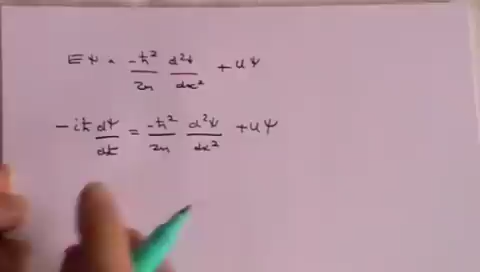 Eψ = -ħ²/2m d²ψ/dx² + Uψ
-iħ dψ/dt = -ħ²/2m d²ψ/dx² + Uψ